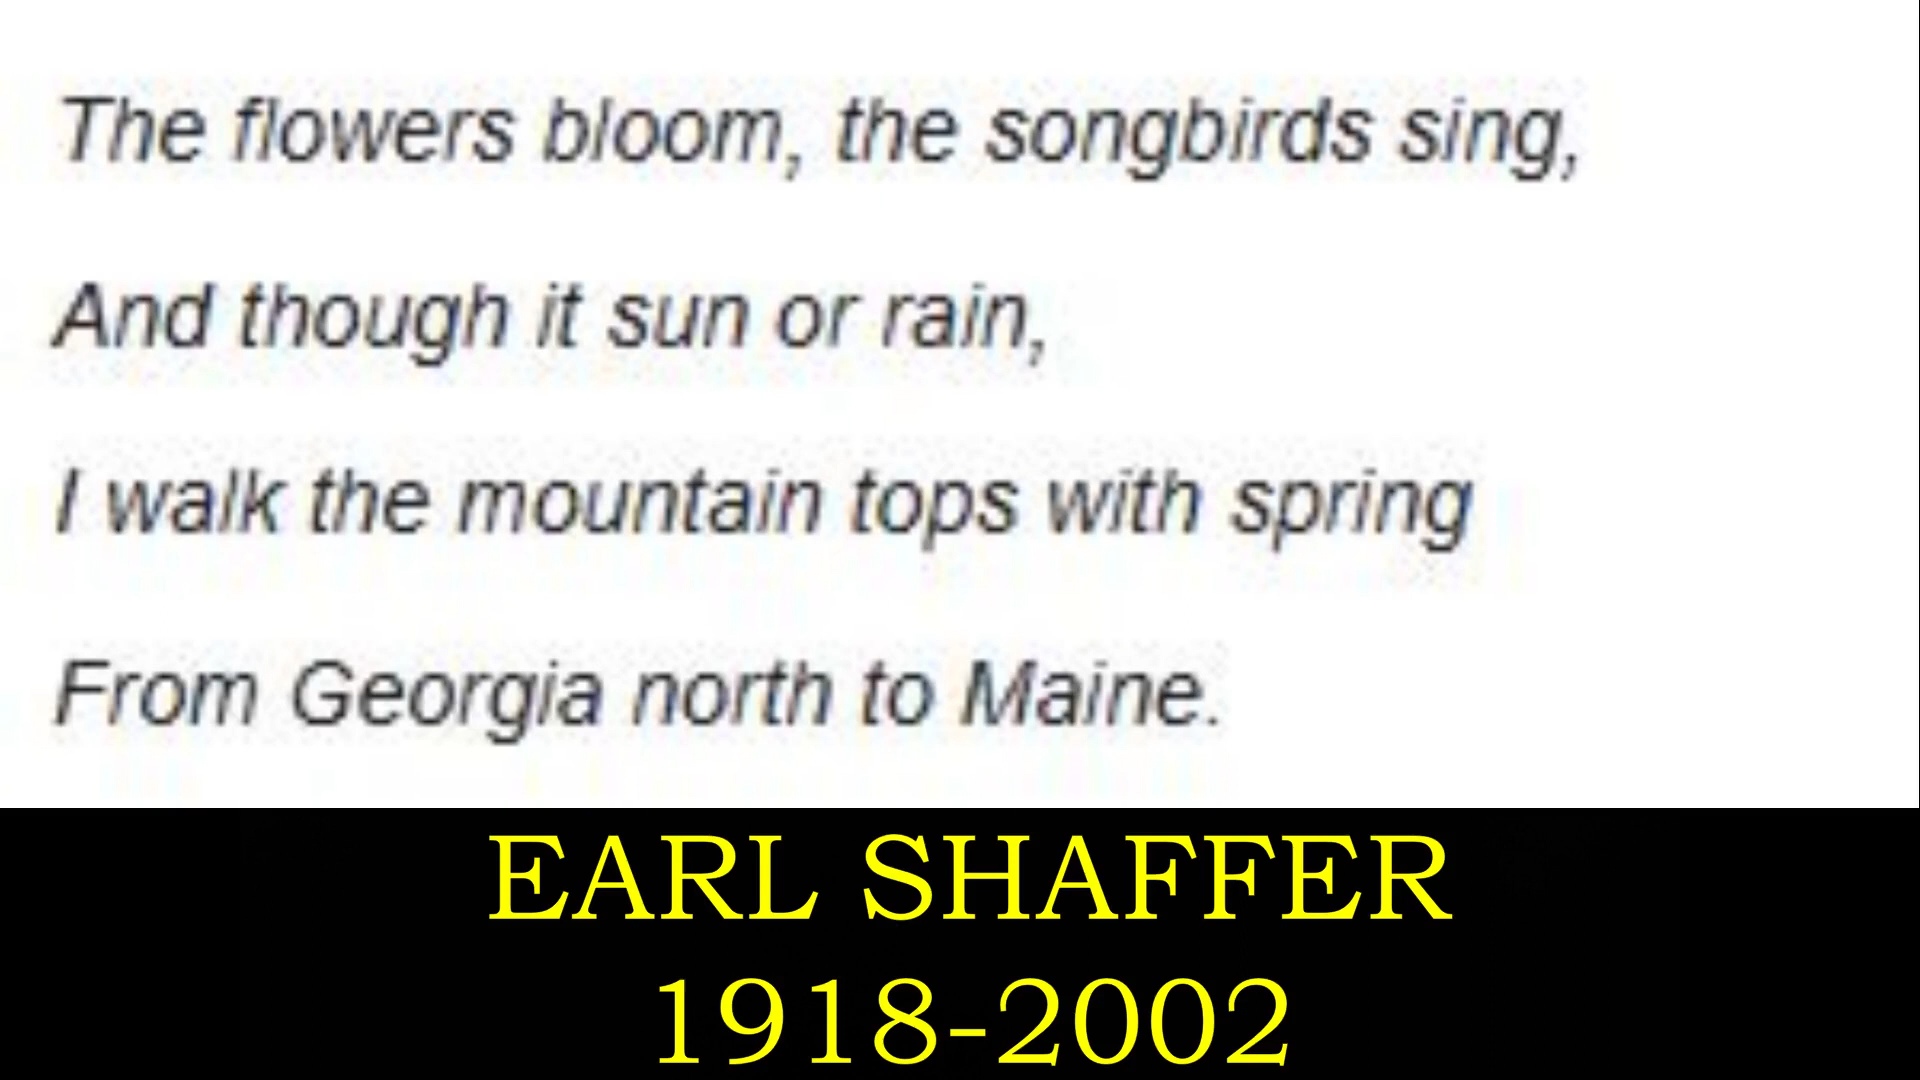 The flowers bloom, the songbirds sing,
And though it sun or rain,
I walk the mountain tops with spring
From Georgia north to Maine.
EARL SHAFFER
1918-2002